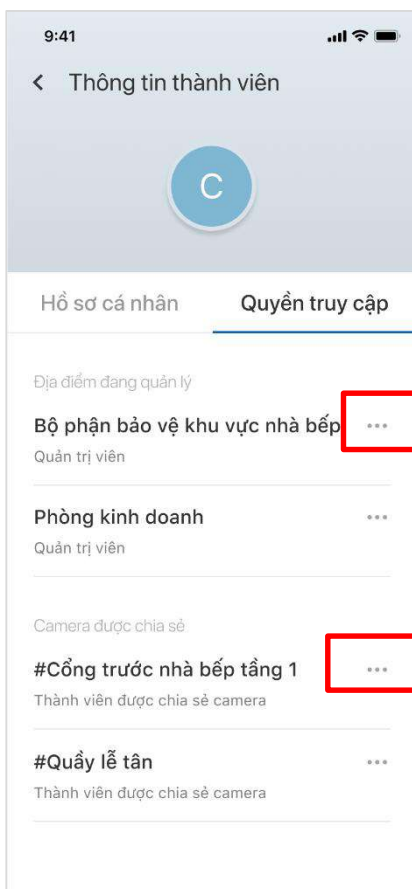 9:41
Thông tin thành viên
C
Hồ sơ cá nhân
Quyền truy cập
Địa điểm đang quản lý
Bộ phận bảo vệ khu vực nhà bếp
Quản trị viên
Phòng kinh doanh
Quản trị viên
Camera được chia sẻ
#Cổng trước nhà bếp tầng 1
Thành viên được chia sẻ camera
#Quầy lễ tân
Thành viên được chia sẻ camera